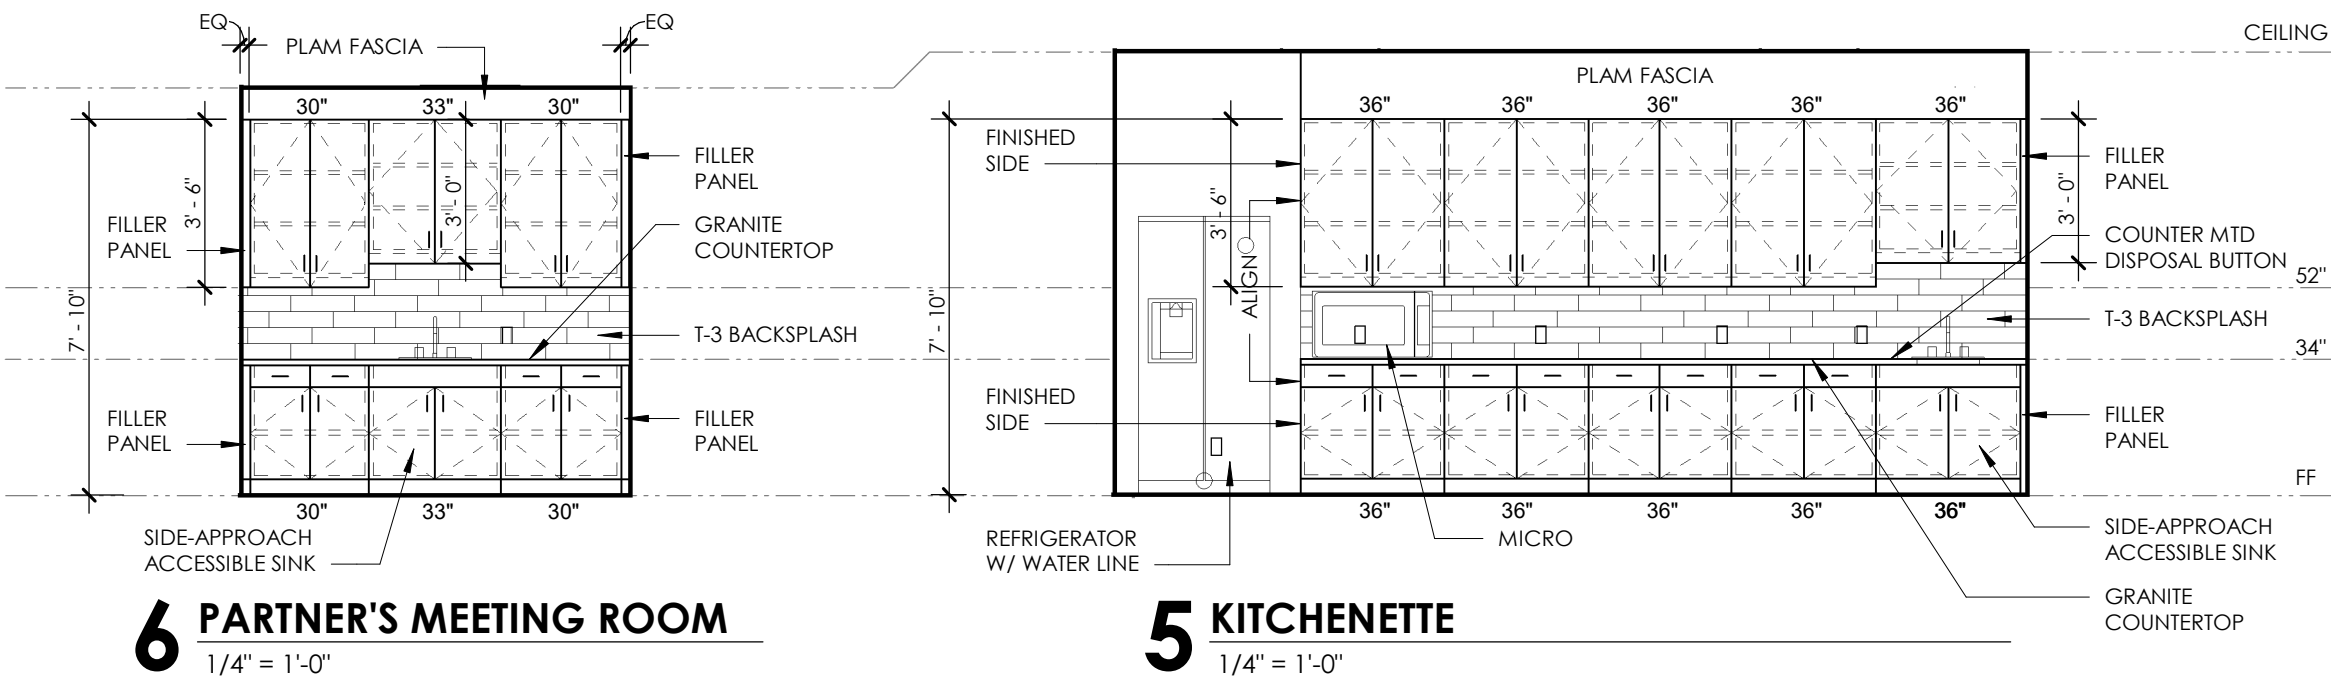 EQ
EQ
PLAM FASCIA
30"
33"
30"
7' - 10"
3' - 6"
3' - 0"
FILLER
PANEL
FILLER
PANEL
GRANITE
COUNTERTOP
T-3 BACKSPLASH
FILLER
PANEL
FILLER
PANEL
30"
33"
30"
SIDE-APPROACH
ACCESSIBLE SINK
6 PARTNER'S MEETING ROOM
1/4" = 1'-0"
CEILING
PLAM FASCIA
36"
36"
36"
36"
36"
FINISHED
SIDE
7' - 10"
3' - 6"
ALIGN
3' - 0"
FILLER
PANEL
COUNTER MTD
DISPOSAL BUTTON
52"
T-3 BACKSPLASH
34"
FINISHED
SIDE
FILLER
PANEL
FF
36"
36"
36"
36"
36"
REFRIGERATOR
W/ WATER LINE
MICRO
SIDE-APPROACH
ACCESSIBLE SINK
GRANITE
COUNTERTOP
5 KITCHENETTE
1/4" = 1'-0"